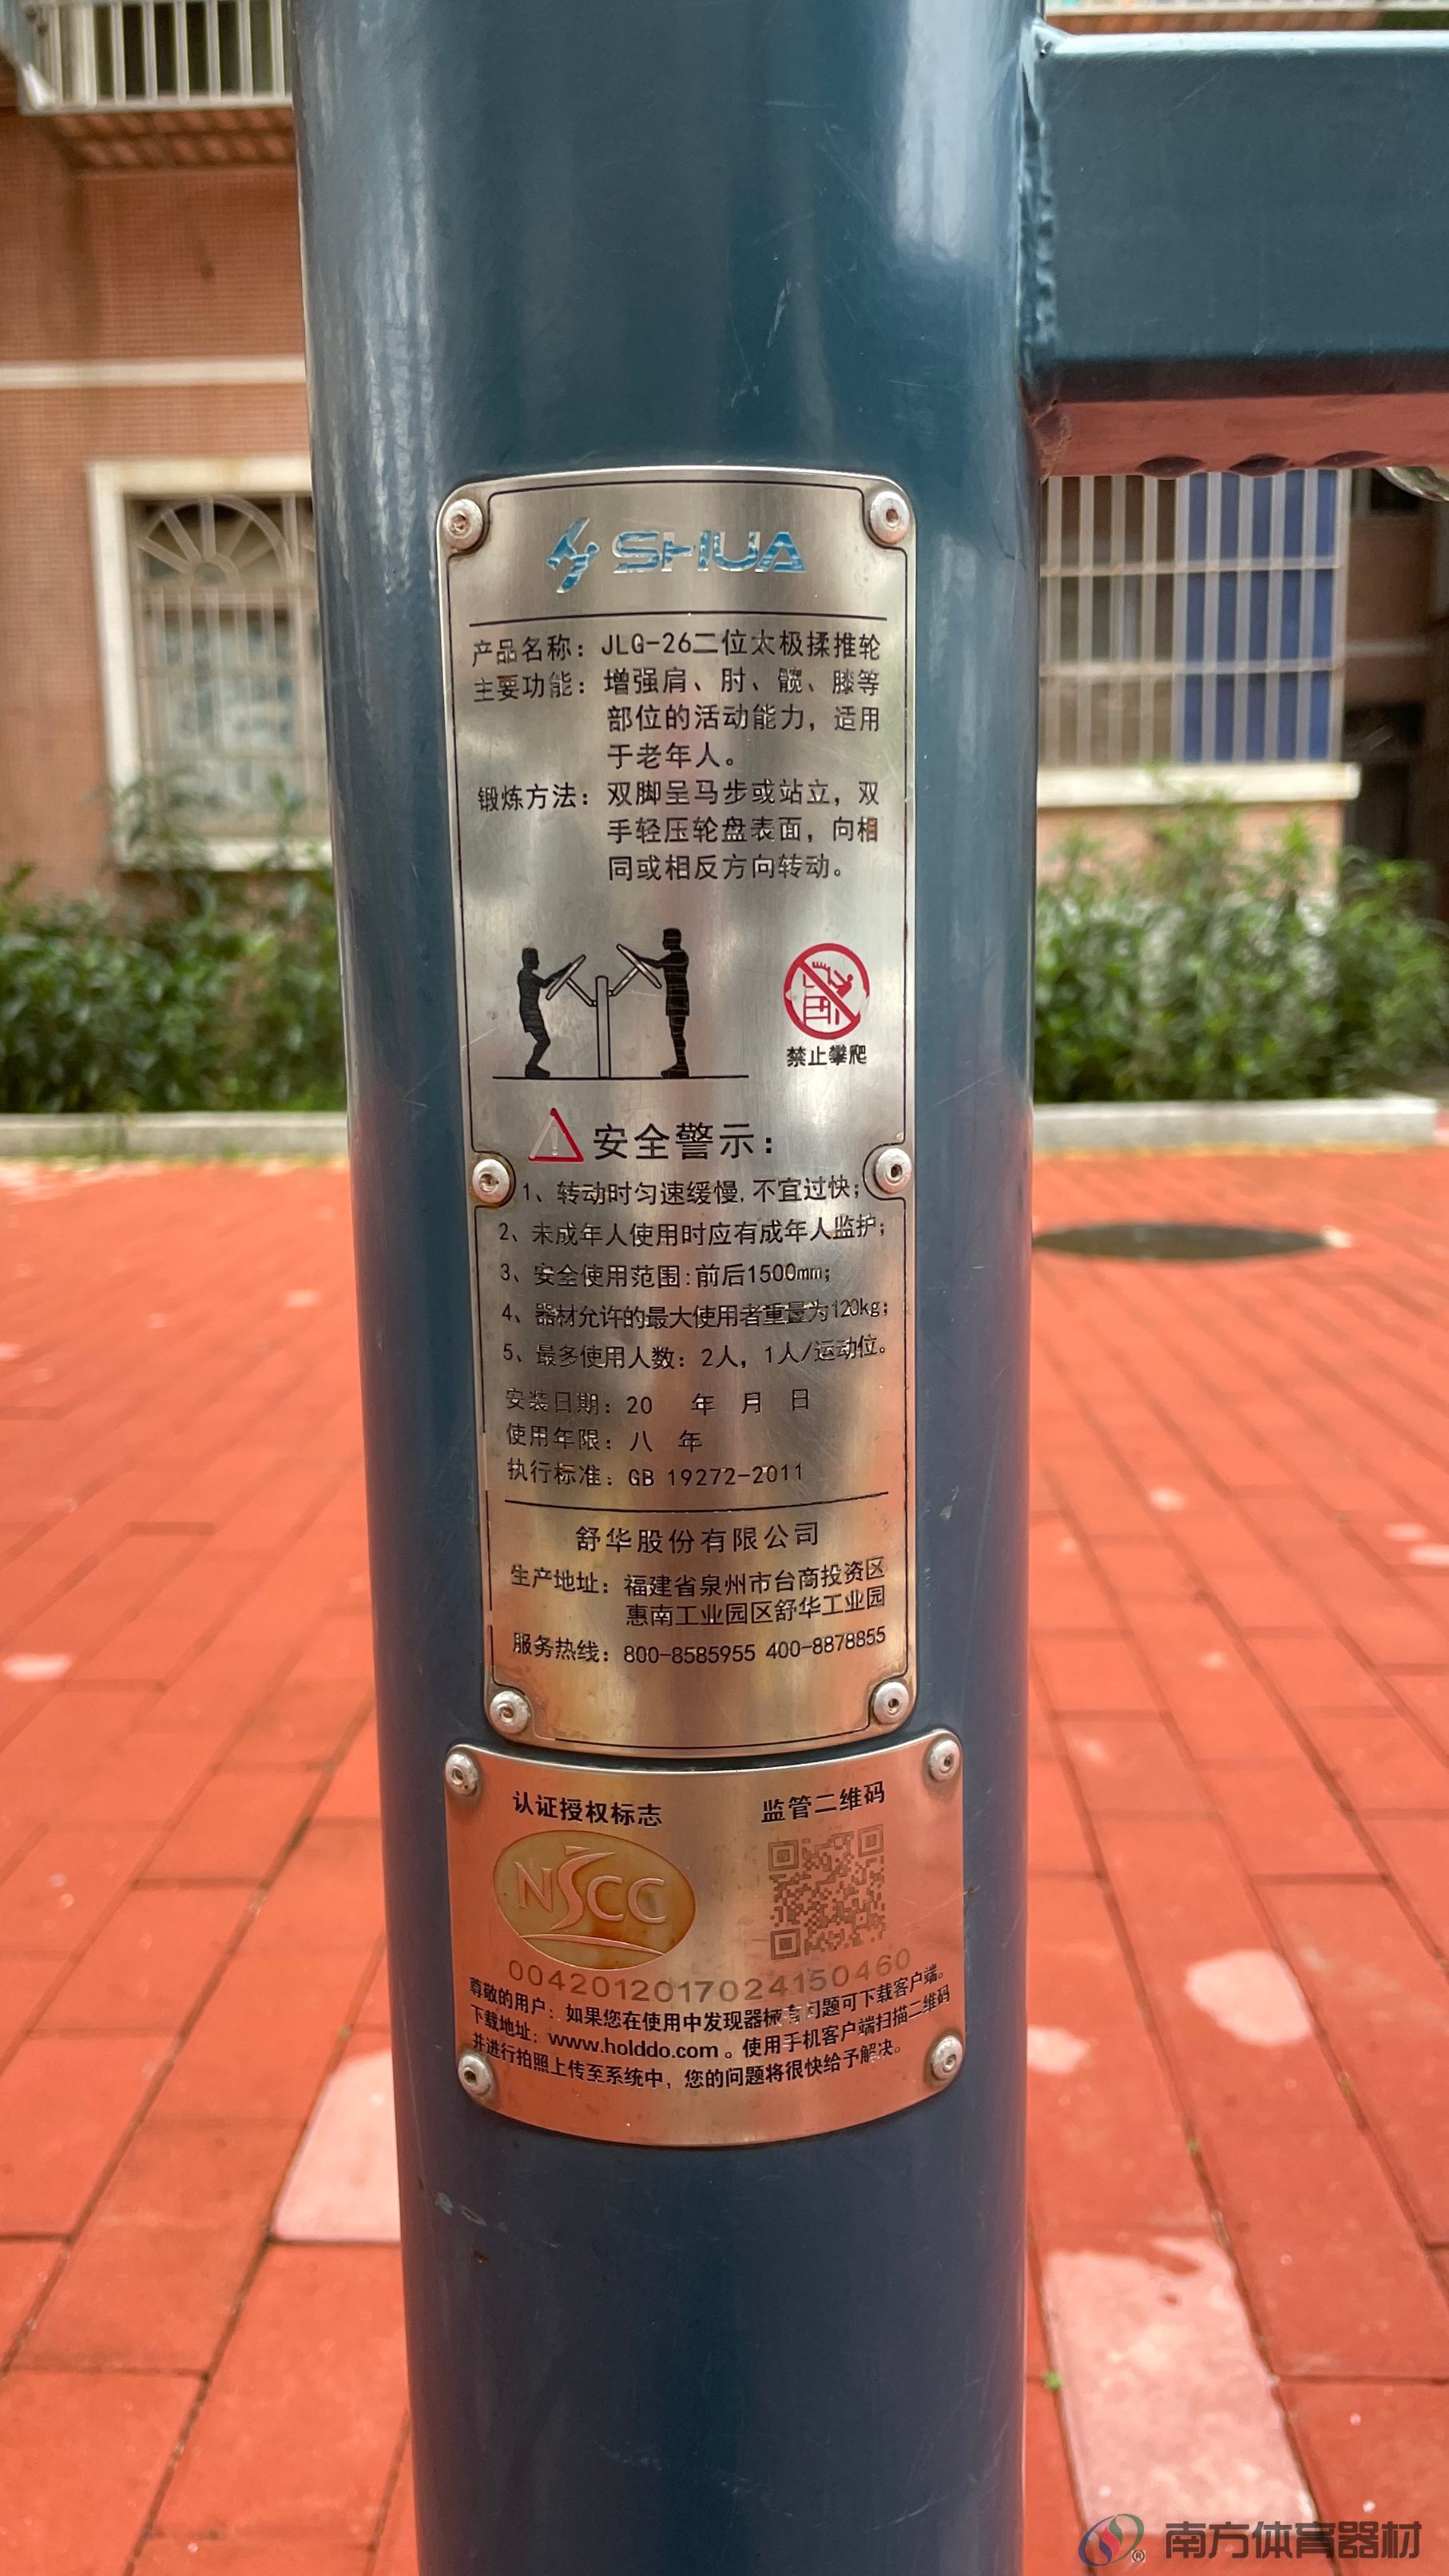 SHUA
产品名称：JLG-26二位太极揉推轮
主要功能：增强肩、肘、髋、膝等
部位的活动能力，适用
于老年人。
锻炼方法：双脚呈马步或站立，双
手轻压轮盘表面，向相
同或相反方向转动。
禁止攀爬
安全警示：
1、转动时匀速缓慢，不宜过快；
2、未成年人使用时应有成年人监护；
3、安全使用范围：前后1500mm；
4、器材允许的最大使用者重量为120kg；
5、最多使用人数：2人，1人/运动位。
安装日期：20 年 月 日
使用年限：八 年
执行标准：GB 19272-2011
舒华股份有限公司
生产地址：福建省泉州市台商投资区
惠南工业园区舒华工业园
服务热线：800-8585955 400-8878855
认证授权标志 监管二维码
NSCC
0042012017024150460
尊敬的用户：如果您在使用中发现器械有问题可下载客户端。
下载地址：www.holddo.com。使用手机客户端扫描二维码
并进行拍照上传至系统中，您的问题将很快给予解决。
南方体育器材